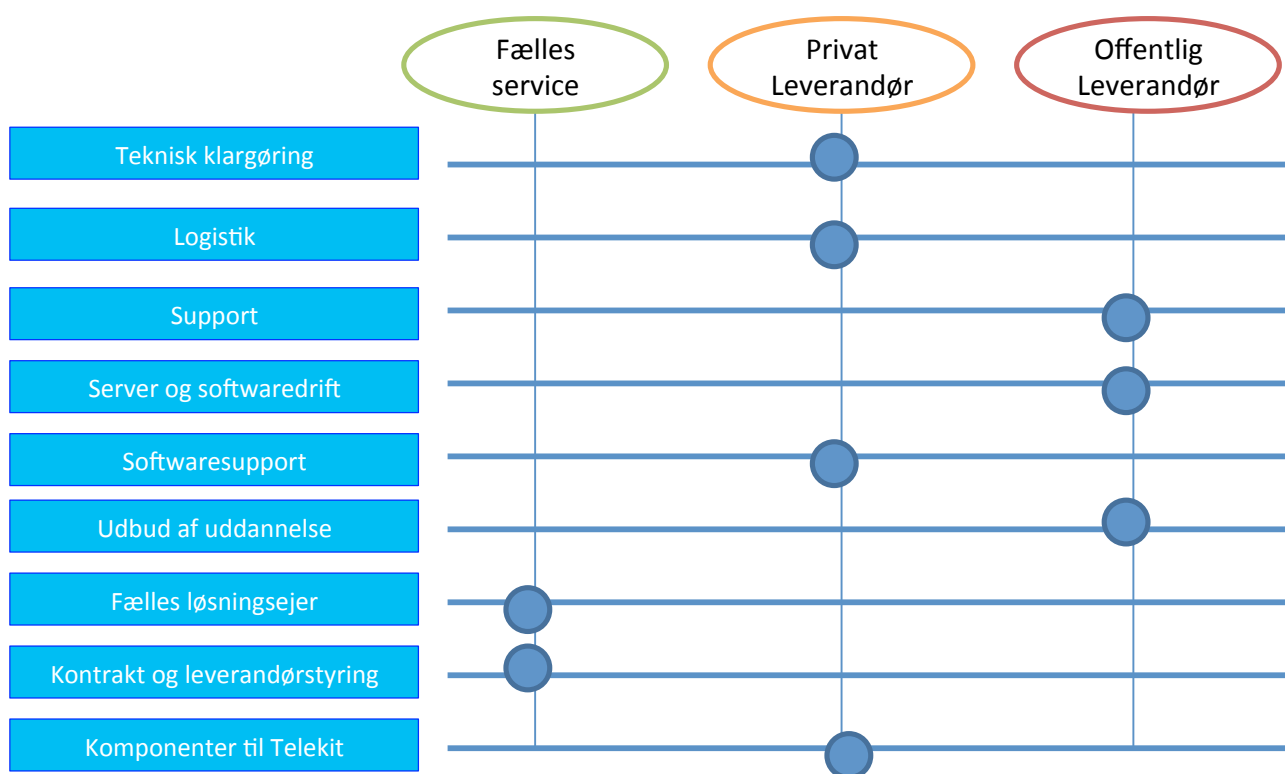 Fælles
service
Privat
Leverandør
Offentlig
Leverandør
Teknisk klargøring
Logistik
Support
Server og softwaredrift
Softwaresupport
Udbud af uddannelse
Fælles løsningsejer
Kontrakt og leverandørstyring
Komponenter til Telekit